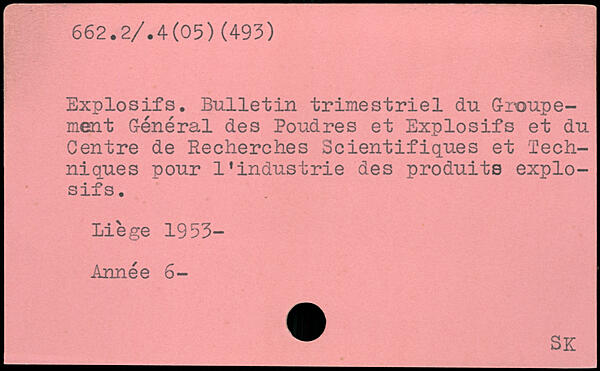 662.2/.4(05)(493)
Explosifs. Bulletin trimestriel du Groupe-
ment Général des Poudres et Explosifs et du
Centre de Recherches Scientifiques et Tech-
niques pour l'industrie des produits explo-
sifs.
Liège 1953-
Année 6-
SK